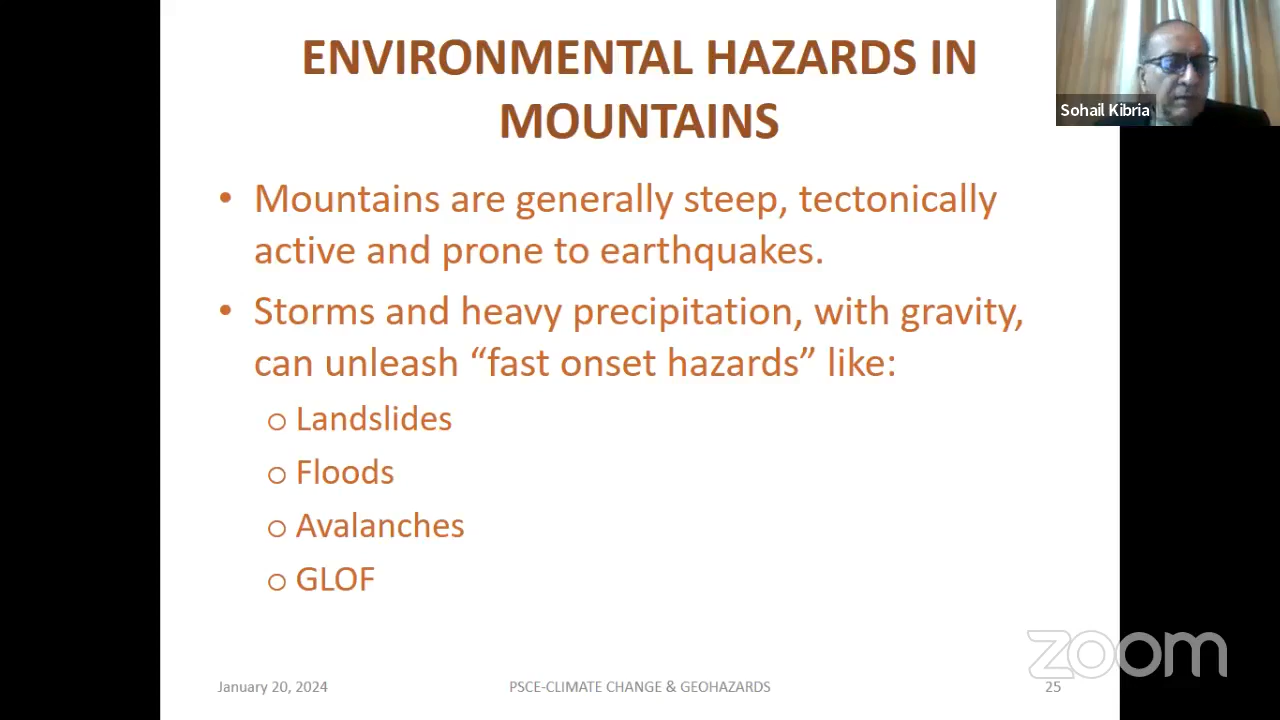 ENVIRONMENTAL HAZARDS IN
MOUNTAINS
Sohail Kibria
• Mountains are generally steep, tectonically
active and prone to earthquakes.
• Storms and heavy precipitation, with gravity,
can unleash “fast onset hazards” like:
o Landslides
o Floods
o Avalanches
o GLOF
zoom
January 20, 2024
PSCE-CLIMATE CHANGE & GEOHAZARDS
25